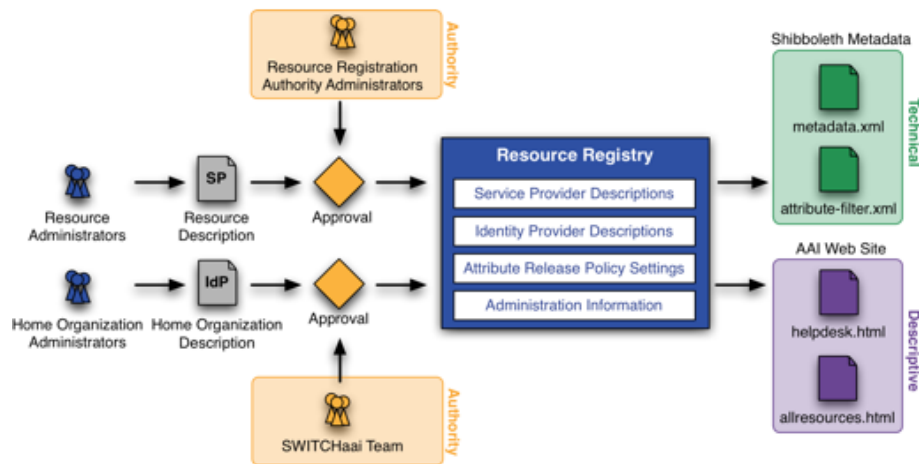 Resource Registration
Authority Administrators
Authority
Shibboleth Metadata
metadata.xml
attribute-filter.xml
Technical
SP
Resource
Administrators
Resource
Description
Approval
Resource Registry
Service Provider Descriptions
Identity Provider Descriptions
Attribute Release Policy Settings
Administration Information
IdP
Home Organization
Administrators
Home Organization
Description
Approval
AAI Web Site
helpdesk.html
allresources.html
Descriptive
SWITCHaai Team
Authority